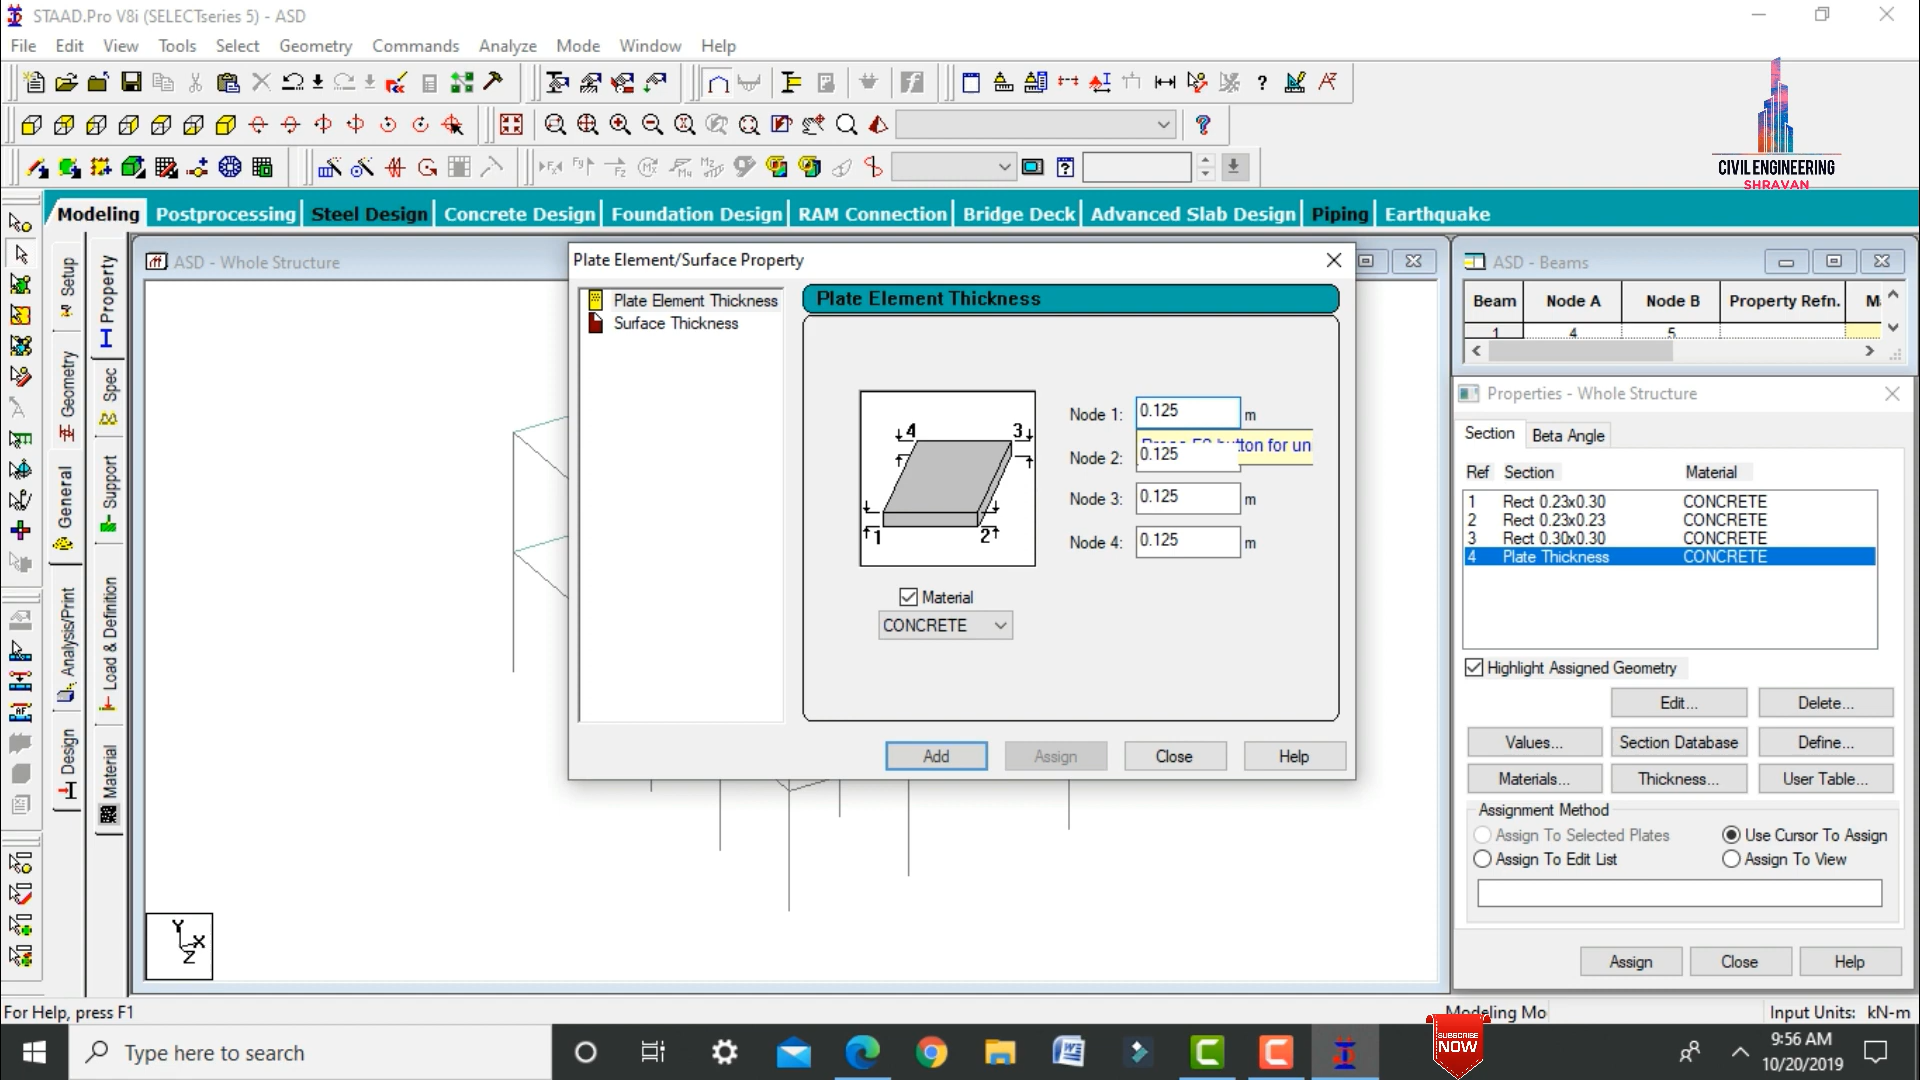 STAAD.Pro V8i (SELECTseries 5) - ASD
File Edit View Tools Select Geometry Commands Analyze Mode Window Help
CIVIL ENGINEERING
SHRAVAN
Modeling Postprocessing Steel Design Concrete Design Foundation Design RAM Connection Bridge Deck Advanced Slab Design Piping Earthquake
Setup
Geometry
General
Analysis/Print
Design
Property
Spec
Support
Load & Definition
Material
ASD - Whole Structure
Plate Element/Surface Property
Plate Element Thickness
Surface Thickness
Plate Element Thickness
4 3
1 2
Node 1: 0.125 m
ton for un
Node 2: 0.125
Node 3: 0.125 m
Node 4: 0.125 m
Material
CONCRETE
Add Assign Close Help
ASD - Beams
Beam Node A Node B Property Refn. M
1 4 5
Properties - Whole Structure
Section Beta Angle
Ref Section Material
1 Rect 0.23x0.30 CONCRETE
2 Rect 0.23x0.23 CONCRETE
3 Rect 0.30x0.30 CONCRETE
4 Plate Thickness CONCRETE
Highlight Assigned Geometry
Edit... Delete...
Values... Section Database Define...
Materials... Thickness... User Table...
Assignment Method
Assign To Selected Plates Use Cursor To Assign
Assign To Edit List Assign To View
Assign Close Help
Y
X
Z
For Help, press F1 Modeling Mo Input Units: kN-m
SUBSCRIBE
NOW
Type here to search
9:56 AM
10/20/2019